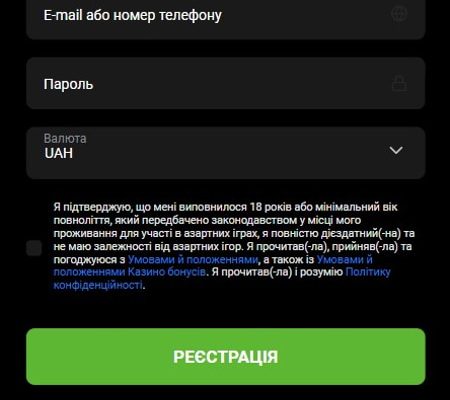 E-mail або номер телефону
Пароль
Валюта
UAH
Я підтверджую, що мені виповнилося 18 років або мінімальний вік
повноліття, який передбачено законодавством у місці мого
проживання для участі в азартних іграх, я повністю дієздатний(-на) та
не маю залежності від азартних ігор. Я прочитав(-ла), прийняв(-ла) та
погоджуюся з Умовами й положеннями, а також із Умовами й
положеннями Казино бонусів. Я прочитав(-ла) і розумію Політику
конфіденційності.
РЕЄСТРАЦІЯ